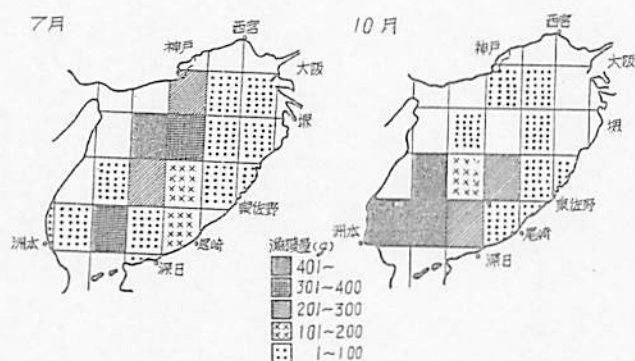 7月
神戸
西宮
大阪
堺
泉佐野
尾崎
深日
洲本
10月
西宮
神戸
大阪
堺
泉佐野
尾崎
深日
洲本
漁獲量(g)
401~
301~400
201~300
101~200
1~100